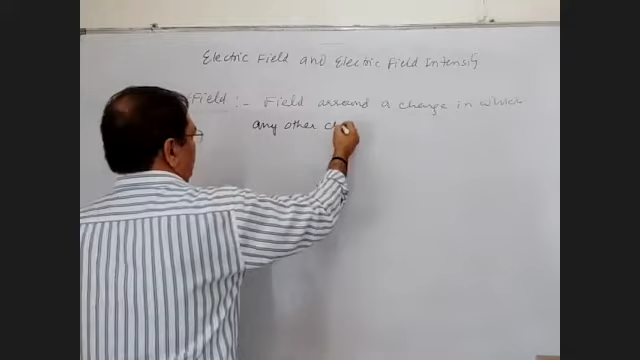 Electric Field and Electric Field Intensity
Field :- Field around a charge in which
any other c